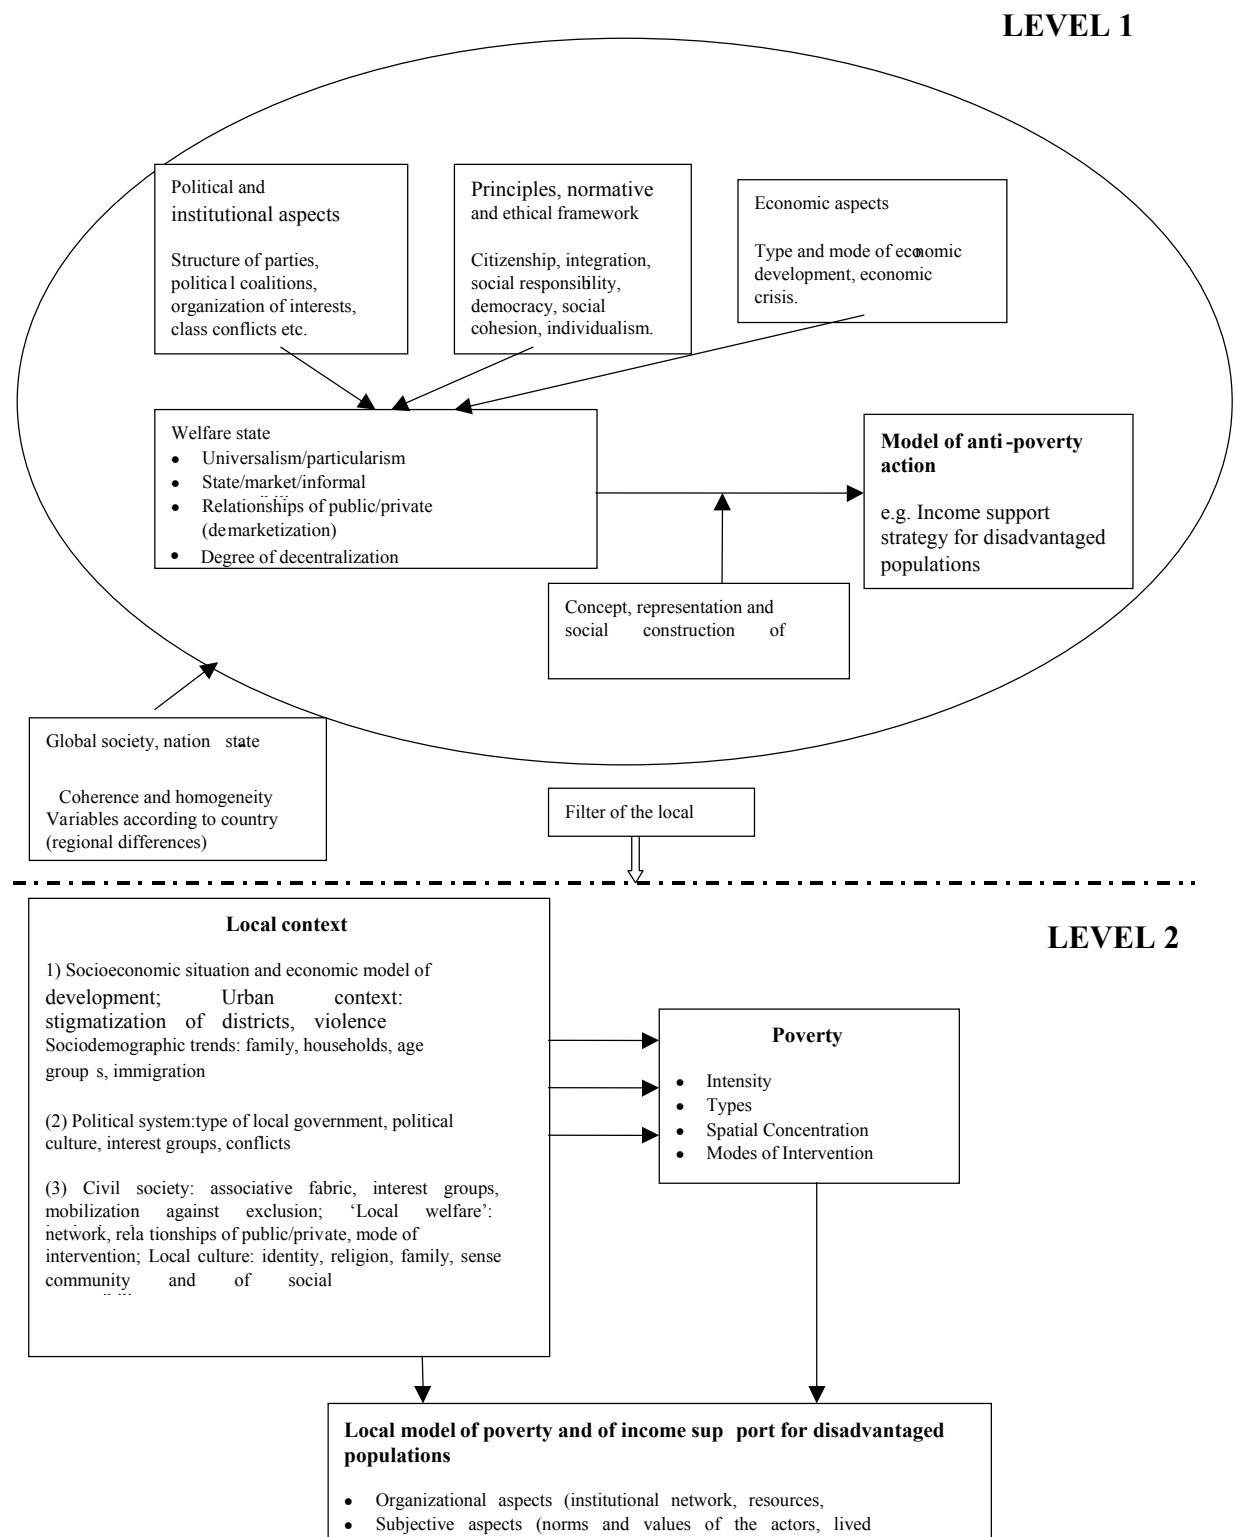 LEVEL 1
Political and
institutional aspects
Structure of parties,
political coalitions,
organization of interests,
class conflicts etc.
Principles, normative
and ethical framework
Citizenship, integration,
social responsibility,
democracy, social
cohesion, individualism.
Economic aspects
Type and mode of economic
development, economic
crisis.
Welfare state
• Universalism/particularism
• State/market/informal
• Relationships of public/private
(demarketization)
• Degree of decentralization
Model of anti-poverty
action
e.g. Income support
strategy for disadvantaged
populations
Concept, representation and
social construction of
Global society, nation state
Coherence and homogeneity
Variables according to country
(regional differences)
Filter of the local
LEVEL 2
Local context
1) Socioeconomic situation and economic model of
development; Urban context:
stigmatization of districts, violence
Sociodemographic trends: family, households, age
groups, immigration
(2) Political system:type of local government, political
culture, interest groups, conflicts
(3) Civil society: associative fabric, interest groups,
mobilization against exclusion; ‘Local welfare’:
network, relationships of public/private, mode of
intervention; Local culture: identity, religion, family, sense
community and of social
Poverty
• Intensity
• Types
• Spatial Concentration
• Modes of Intervention
Local model of poverty and of income support for disadvantaged
populations
• Organizational aspects (institutional network, resources,
• Subjective aspects (norms and values of the actors, lived